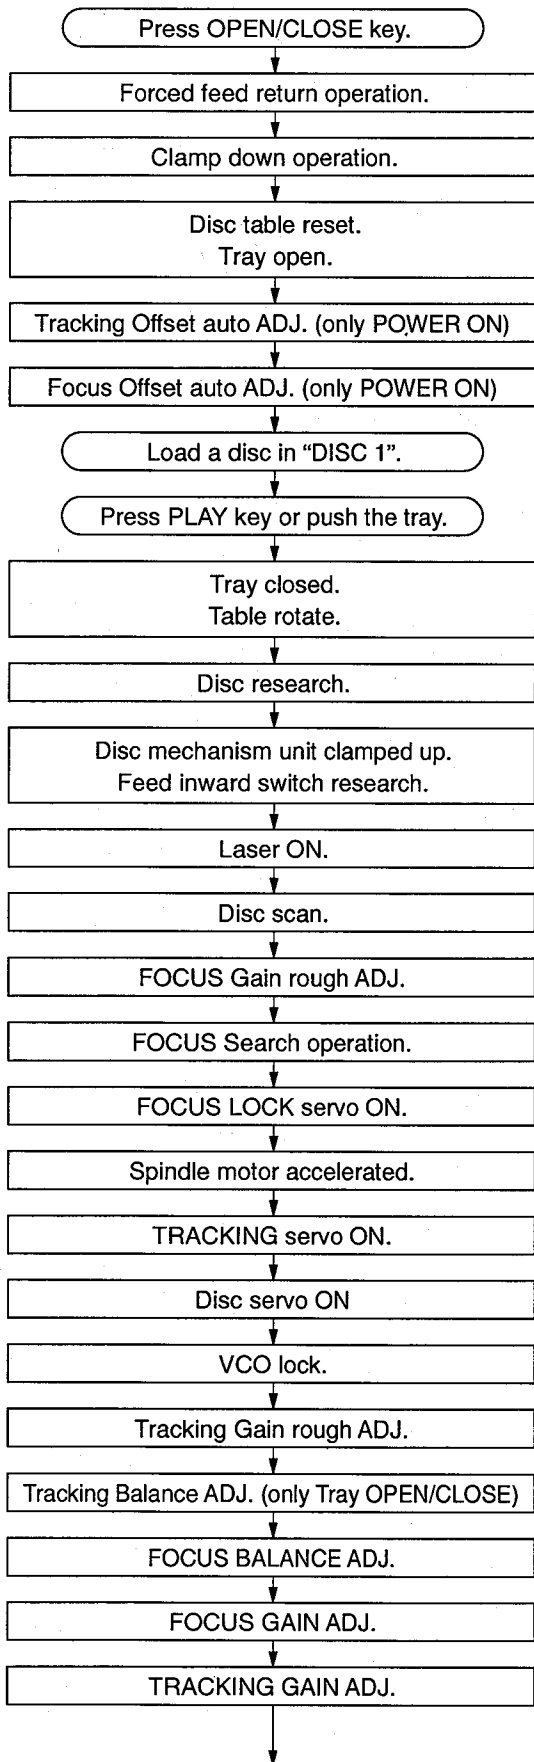 Press OPEN/CLOSE key.
Forced feed return operation.
Clamp down operation.
Disc table reset.
Tray open.
Tracking Offset auto ADJ. (only POWER ON)
Focus Offset auto ADJ. (only POWER ON)
Load a disc in “DISC 1”.
Press PLAY key or push the tray.
Tray closed.
Table rotate.
Disc research.
Disc mechanism unit clamped up.
Feed inward switch research.
Laser ON.
Disc scan.
FOCUS Gain rough ADJ.
FOCUS Search operation.
FOCUS LOCK servo ON.
Spindle motor accelerated.
TRACKING servo ON.
Disc servo ON
VCO lock.
Tracking Gain rough ADJ.
Tracking Balance ADJ. (only Tray OPEN/CLOSE)
FOCUS BALANCE ADJ.
FOCUS GAIN ADJ.
TRACKING GAIN ADJ.